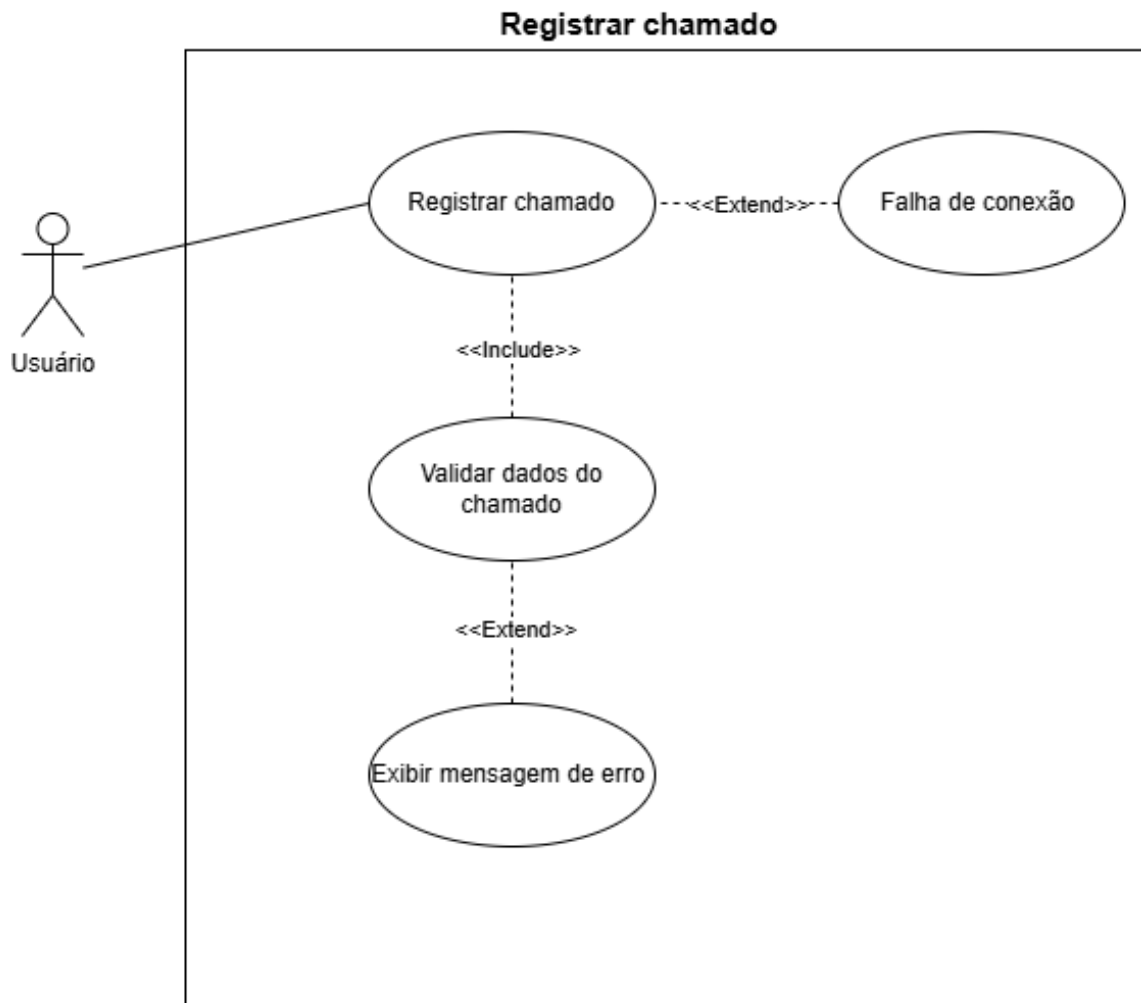 Registrar chamado
Registrar chamado
<<Extend>>
Falha de conexão
Usuário
<<Include>>
Validar dados do
chamado
<<Extend>>
Exibir mensagem de erro